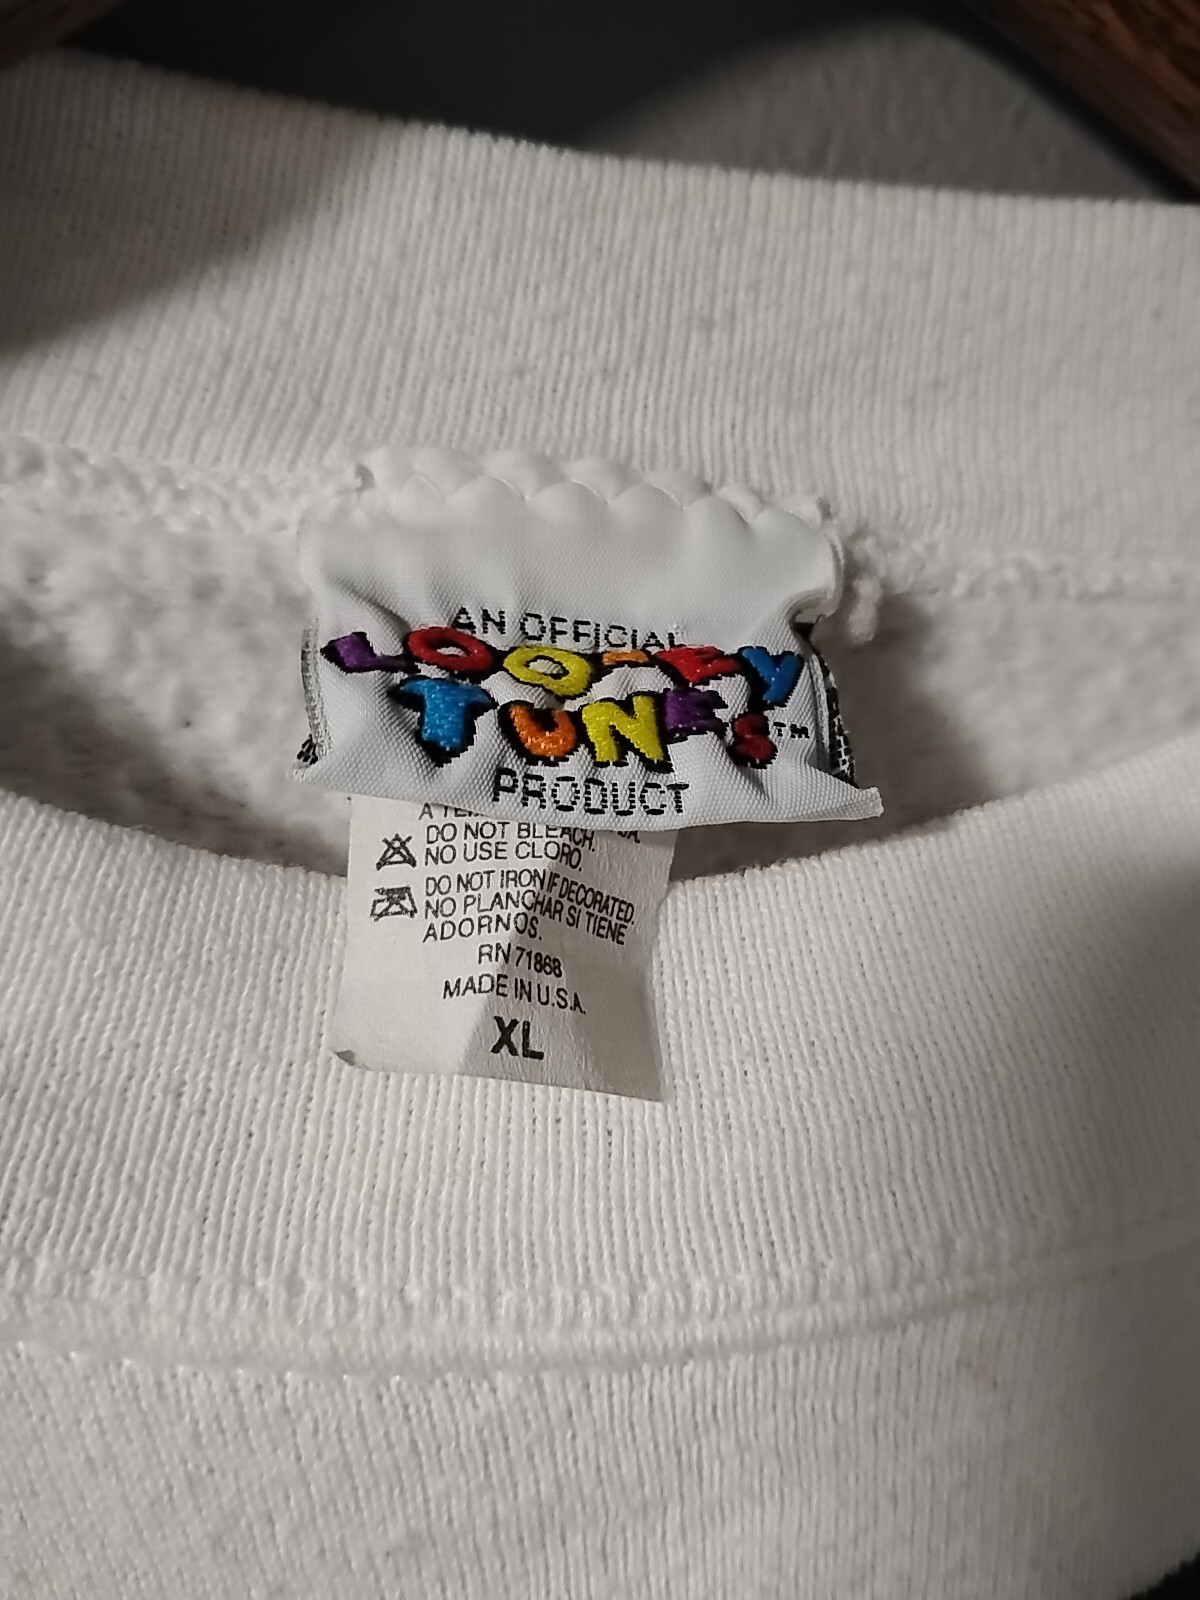 AN OFFICIAL
LOONEY
TUNES™
PRODUCT
DO NOT BLEACH.
NO USE CLORO.
DO NOT IRON IF DECORATED.
NO PLANCHAR SI TIENE
ADORNOS.
RN 71868
MADE IN U.S.A.
XL